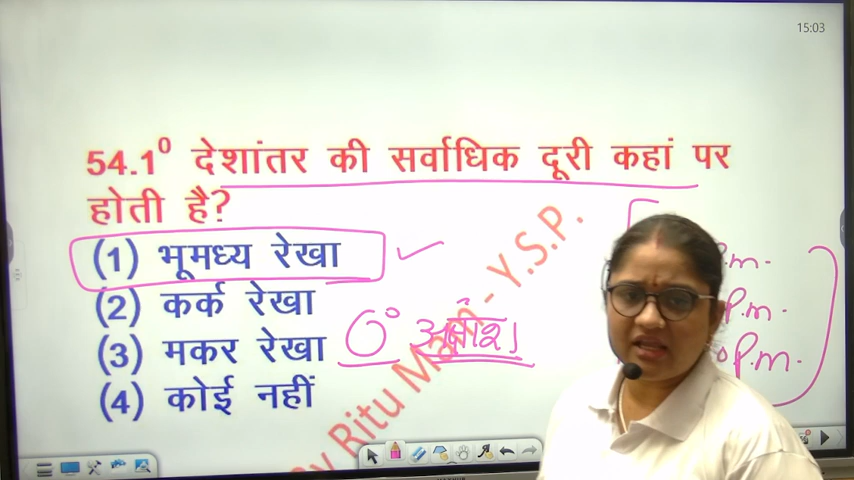 15:03
54.1⁰ देशांतर की सर्वाधिक दूरी कहां पर
होती है?
(1) भूमध्य रेखा
(2) कर्क रेखा
(3) मकर रेखा
(4) कोई नहीं
0°
By Ritu Mam - Y.S.P.
P.m.
P.m.
P.m.